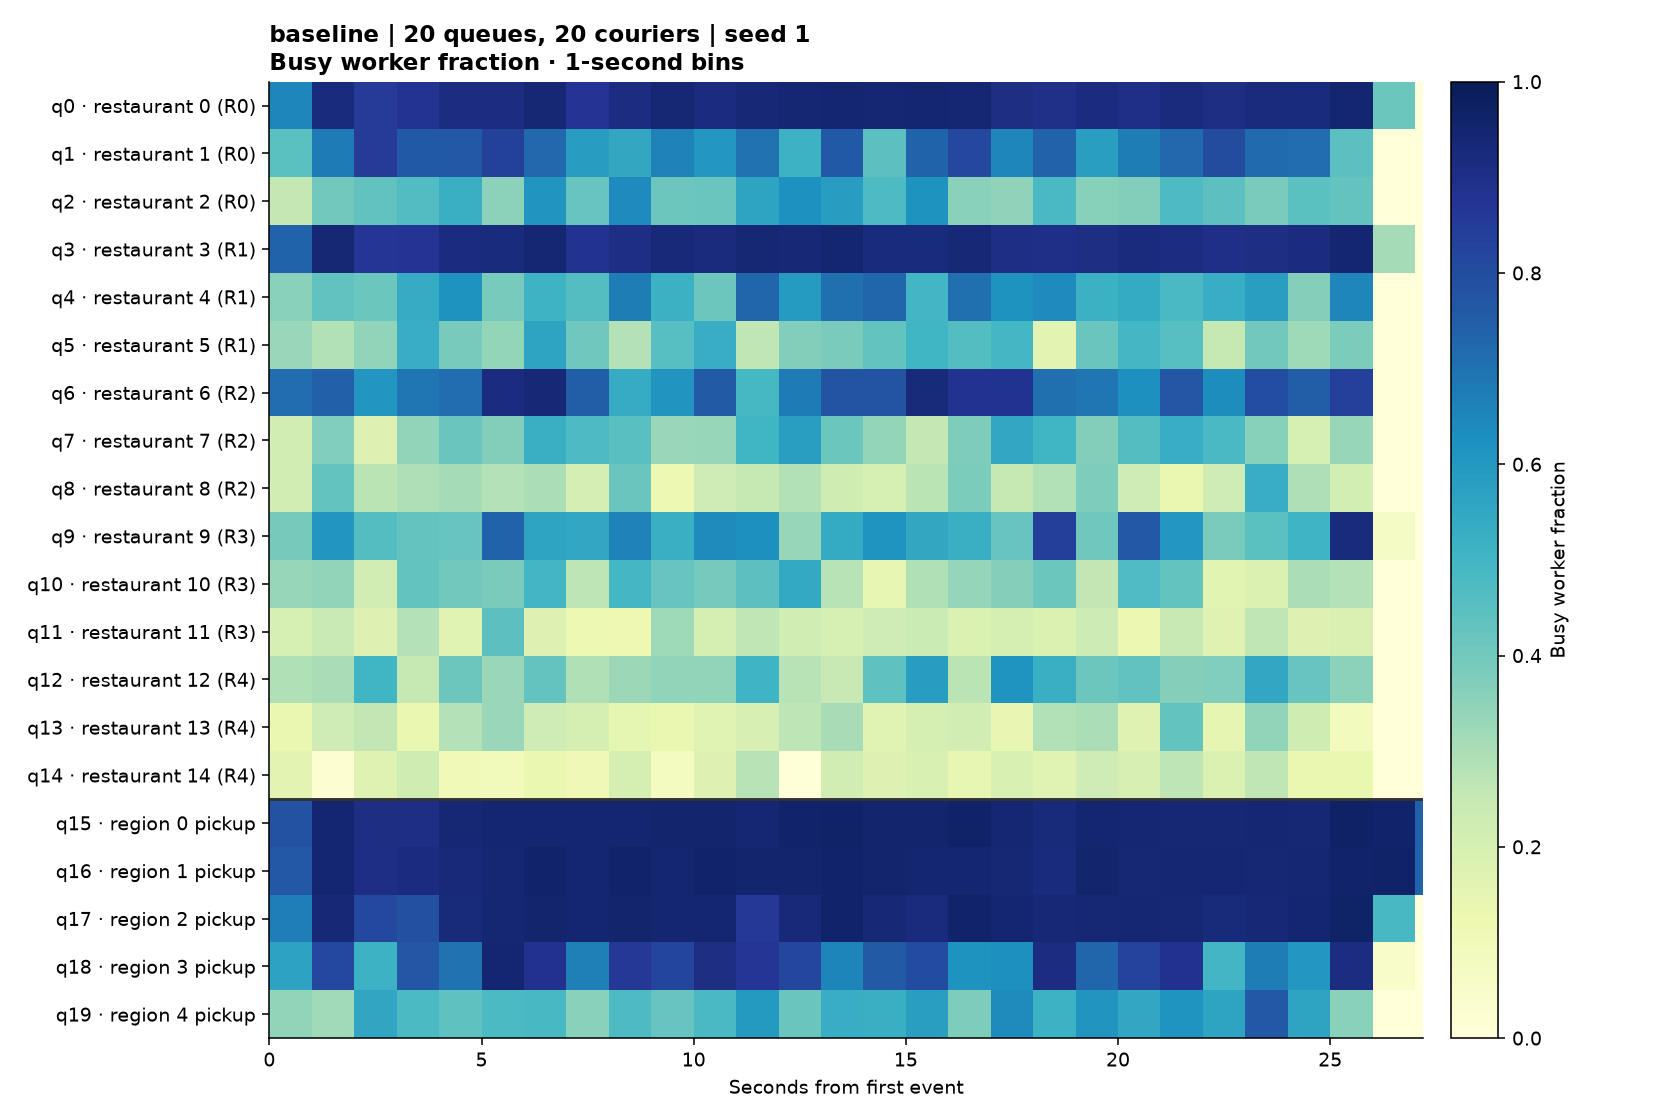 baseline | 20 queues, 20 couriers | seed 1
Busy worker fraction · 1-second bins
q0 · restaurant 0 (R0)
q1 · restaurant 1 (R0)
q2 · restaurant 2 (R0)
q3 · restaurant 3 (R1)
q4 · restaurant 4 (R1)
q5 · restaurant 5 (R1)
q6 · restaurant 6 (R2)
q7 · restaurant 7 (R2)
q8 · restaurant 8 (R2)
q9 · restaurant 9 (R3)
q10 · restaurant 10 (R3)
q11 · restaurant 11 (R3)
q12 · restaurant 12 (R4)
q13 · restaurant 13 (R4)
q14 · restaurant 14 (R4)
q15 · region 0 pickup
q16 · region 1 pickup
q17 · region 2 pickup
q18 · region 3 pickup
q19 · region 4 pickup
0 5 10 15 20 25
Seconds from first event
1.0
0.8
0.6
0.4
0.2
0.0
Busy worker fraction